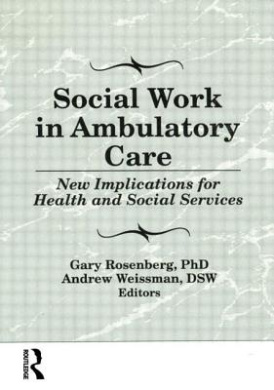 Social Work
in Ambulatory
Care
New Implications for
Health and Social Services
Gary Rosenberg, PhD
Andrew Weissman, DSW
Editors
ROUTLEDGE